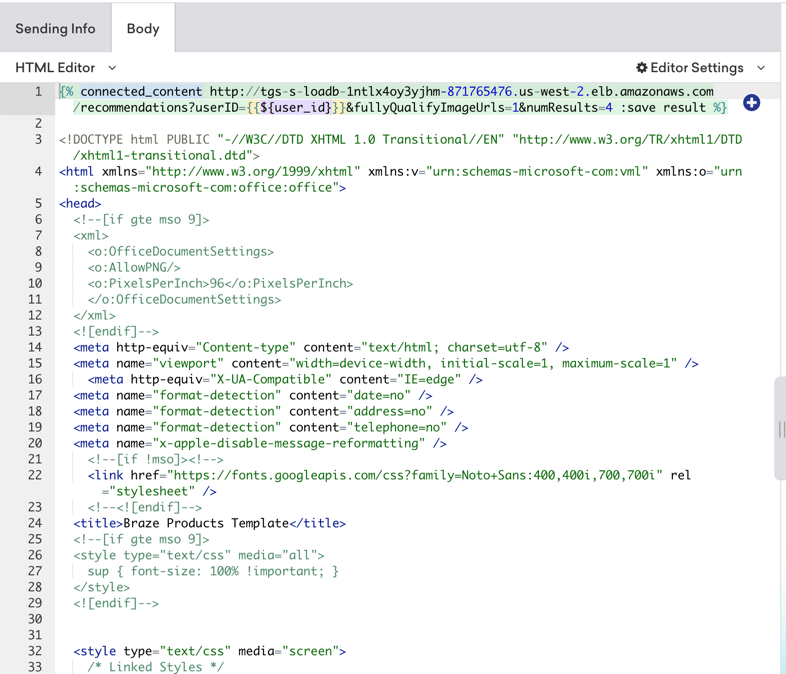 Sending Info Body
HTML Editor Editor Settings
1 {% connected_content http://tgs-s-loadb-1ntlx4oy3yjhm-871765476.us-west-2.elb.amazonaws.com
/recommendations?userID={{${user_id}}}&fullyQualifyImageUrls=1&numResults=4 :save result %}
2
3 <!DOCTYPE html PUBLIC "-//W3C//DTD XHTML 1.0 Transitional//EN" "http://www.w3.org/TR/xhtml1/DTD
/xhtml1-transitional.dtd">
4 <html xmlns="http://www.w3.org/1999/xhtml" xmlns:v="urn:schemas-microsoft-com:vml" xmlns:o="urn
:schemas-microsoft-com:office:office">
5 <head>
6 <!--[if gte mso 9]>
7 <xml>
8 <o:OfficeDocumentSettings>
9 <o:AllowPNG/>
10 <o:PixelsPerInch>96</o:PixelsPerInch>
11 </o:OfficeDocumentSettings>
12 </xml>
13 <![endif]-->
14 <meta http-equiv="Content-type" content="text/html; charset=utf-8" />
15 <meta name="viewport" content="width=device-width, initial-scale=1, maximum-scale=1" />
16 <meta http-equiv="X-UA-Compatible" content="IE=edge" />
17 <meta name="format-detection" content="date=no" />
18 <meta name="format-detection" content="address=no" />
19 <meta name="format-detection" content="telephone=no" />
20 <meta name="x-apple-disable-message-reformatting" />
21 <!--[if !mso]><!-->
22 <link href="https://fonts.googleapis.com/css?family=Noto+Sans:400,400i,700,700i" rel
="stylesheet" />
23 <!--<![endif]-->
24 <title>Braze Products Template</title>
25 <!--[if gte mso 9]>
26 <style type="text/css" media="all">
27 sup { font-size: 100% !important; }
28 </style>
29 <![endif]-->
30
31
32 <style type="text/css" media="screen">
33 /* Linked Styles */